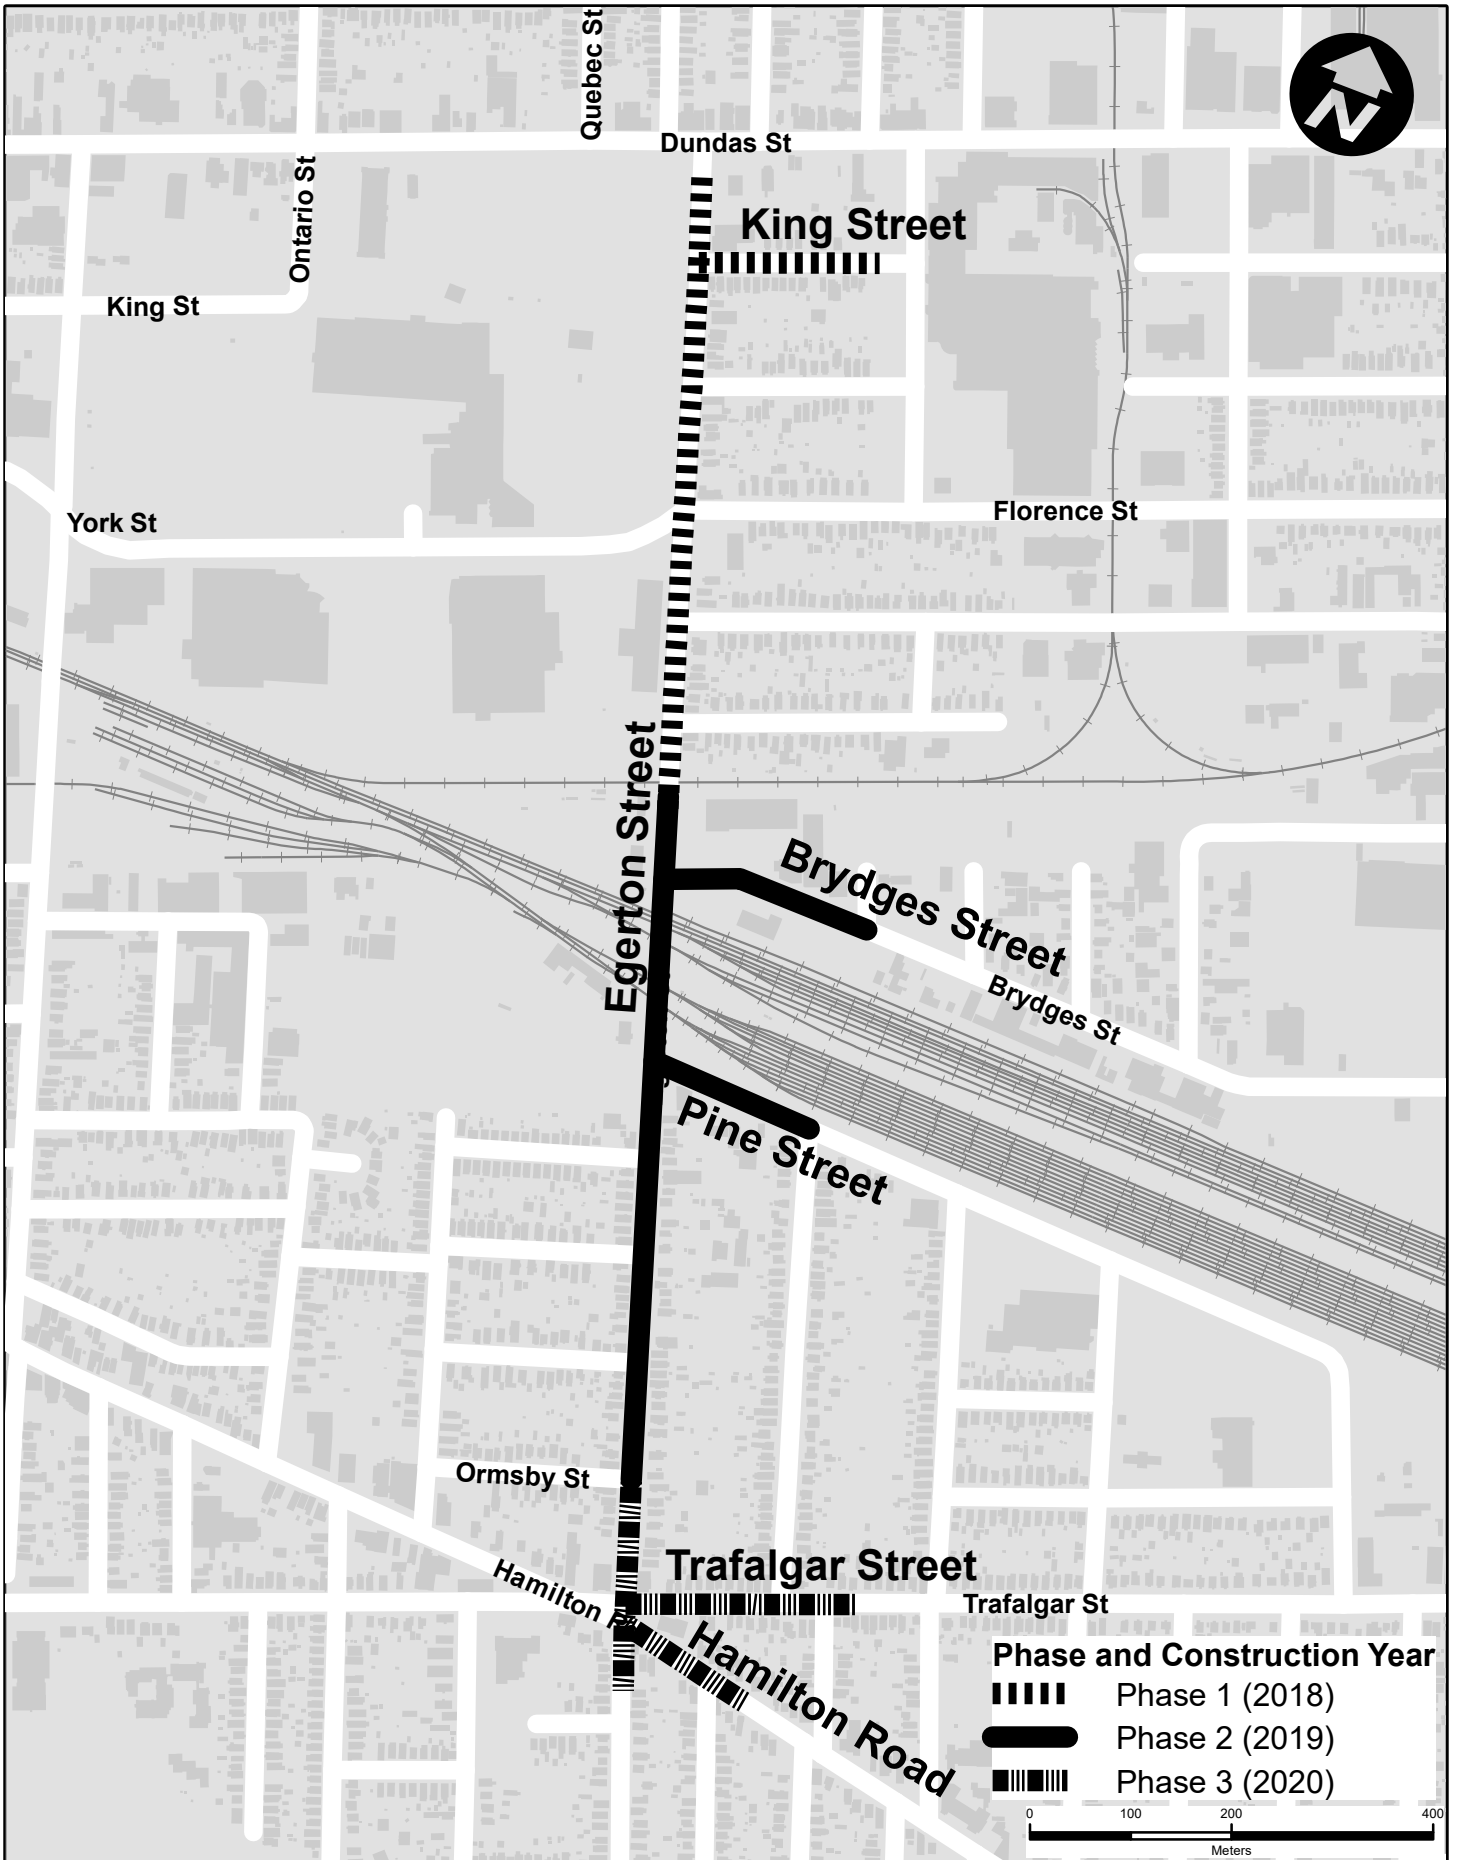 Quebec St
Dundas St
N
King Street
Ontario St
King St
York St
Florence St
Egerton Street
Brydges Street
Brydges St
Pine Street
Ormsby St
Trafalgar Street
Hamilton
Trafalgar St
Hamilton Road
Phase and Construction Year
Phase 1 (2018)
Phase 2 (2019)
Phase 3 (2020)
0 100 200 400
Meters